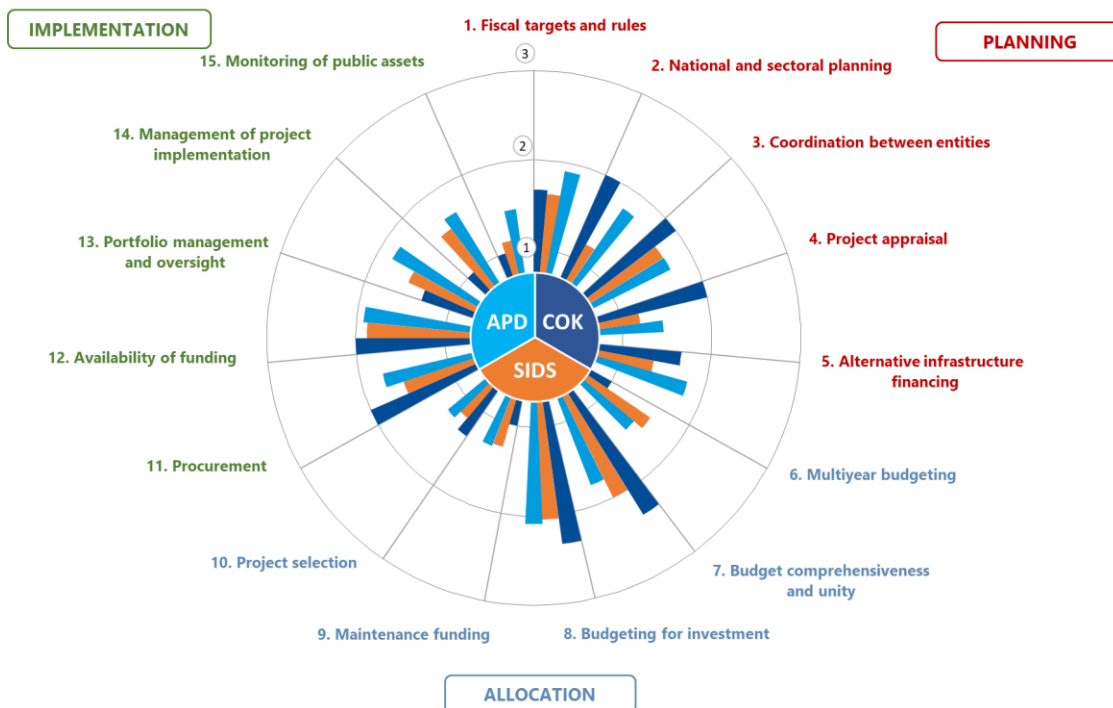 IMPLEMENTATION
PLANNING
1. Fiscal targets and rules
2. National and sectoral planning
3. Coordination between entities
4. Project appraisal
5. Alternative infrastructure
financing
6. Multiyear budgeting
7. Budget comprehensiveness
and unity
8. Budgeting for investment
9. Maintenance funding
10. Project selection
11. Procurement
12. Availability of funding
13. Portfolio management
and oversight
14. Management of project
implementation
15. Monitoring of public assets
3
2
1
APD
COK
SIDS
ALLOCATION